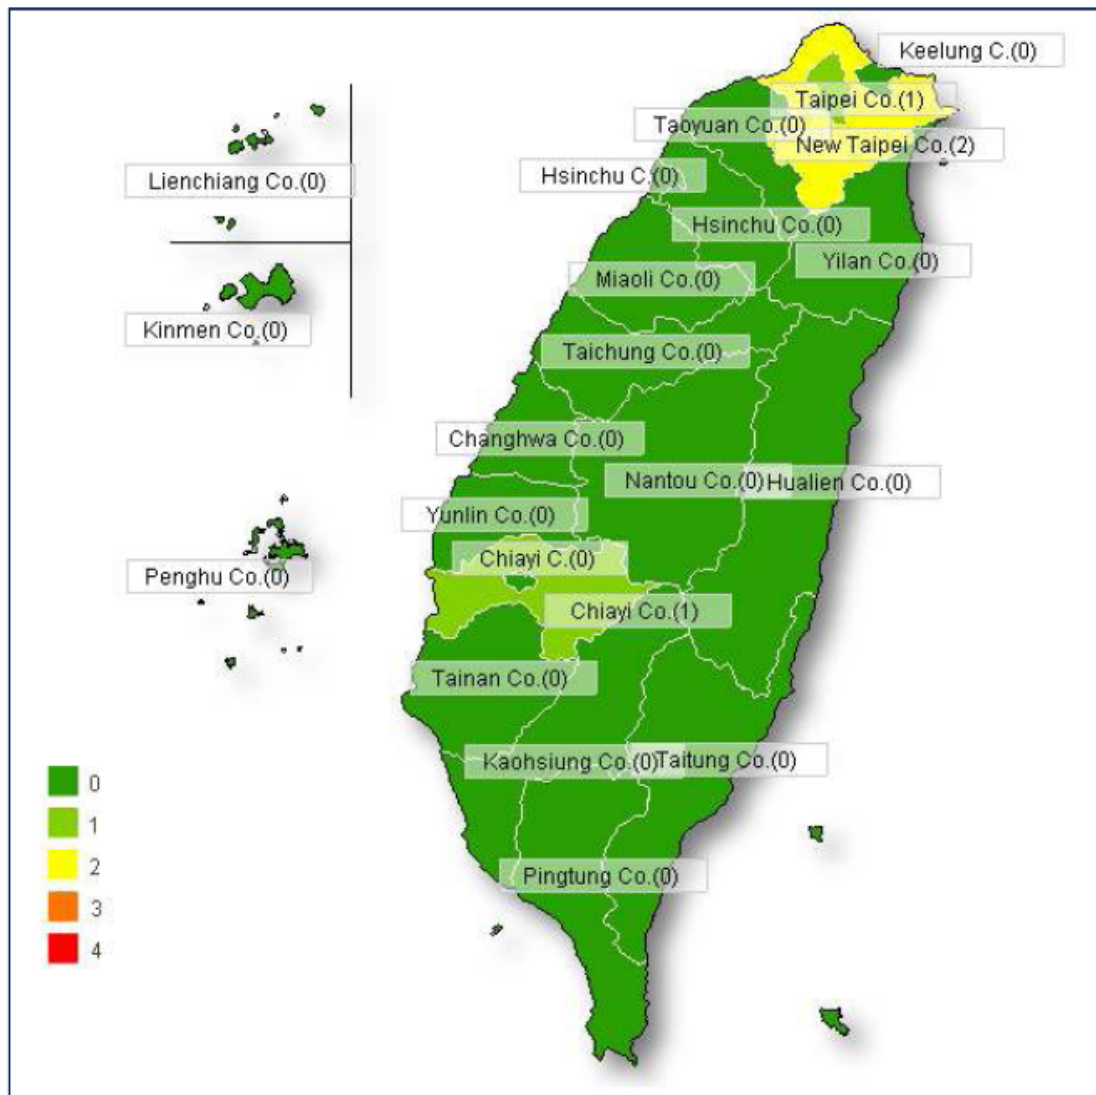 Keelung C.(0)
Taipei Co.(1)
Taoyuan Co.(0)
New Taipei Co.(2)
Hsinchu C.(0)
Lienchiang Co.(0)
Hsinchu Co.(0)
Yilan Co.(0)
Miaoli Co.(0)
Kinmen Co.(0)
Taichung Co.(0)
Changhwa Co.(0)
Nantou Co.(0)
Hualien Co.(0)
Yunlin Co.(0)
Chiayi C.(0)
Penghu Co.(0)
Chiayi Co.(1)
Tainan Co.(0)
Kaohsiung Co.(0)
Taitung Co.(0)
Pingtung Co.(0)
0
1
2
3
4